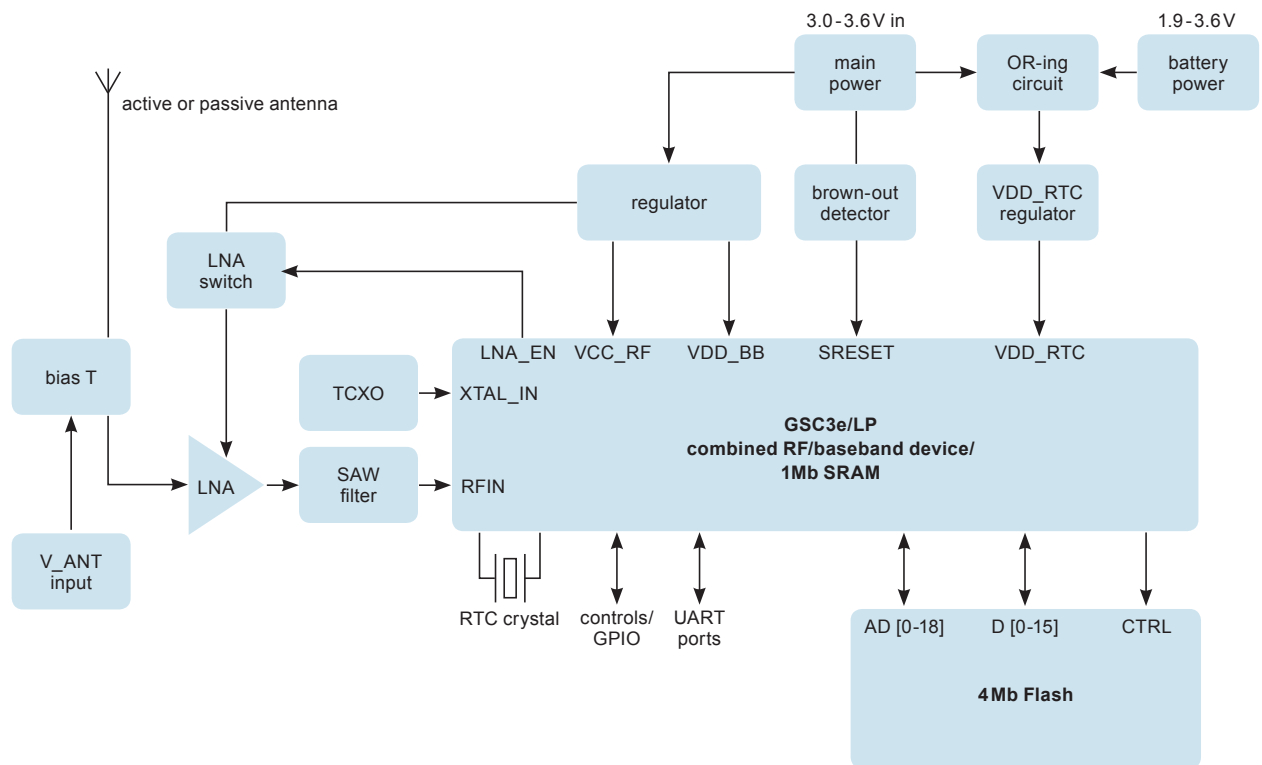 3.0-3.6V in
1.9-3.6V
main
power
OR-ing
circuit
battery
power
active or passive antenna
regulator
brown-out
detector
VDD_RTC
regulator
LNA
switch
bias T
LNA_EN
VCC_RF
VDD_BB
SRESET
VDD_RTC
TCXO
XTAL_IN
GSC3e/LP
combined RF/baseband device/
1Mb SRAM
LNA
SAW
filter
RFIN
V_ANT
input
RTC crystal
controls/
GPIO
UART
ports
AD [0-18]
D [0-15]
CTRL
4Mb Flash